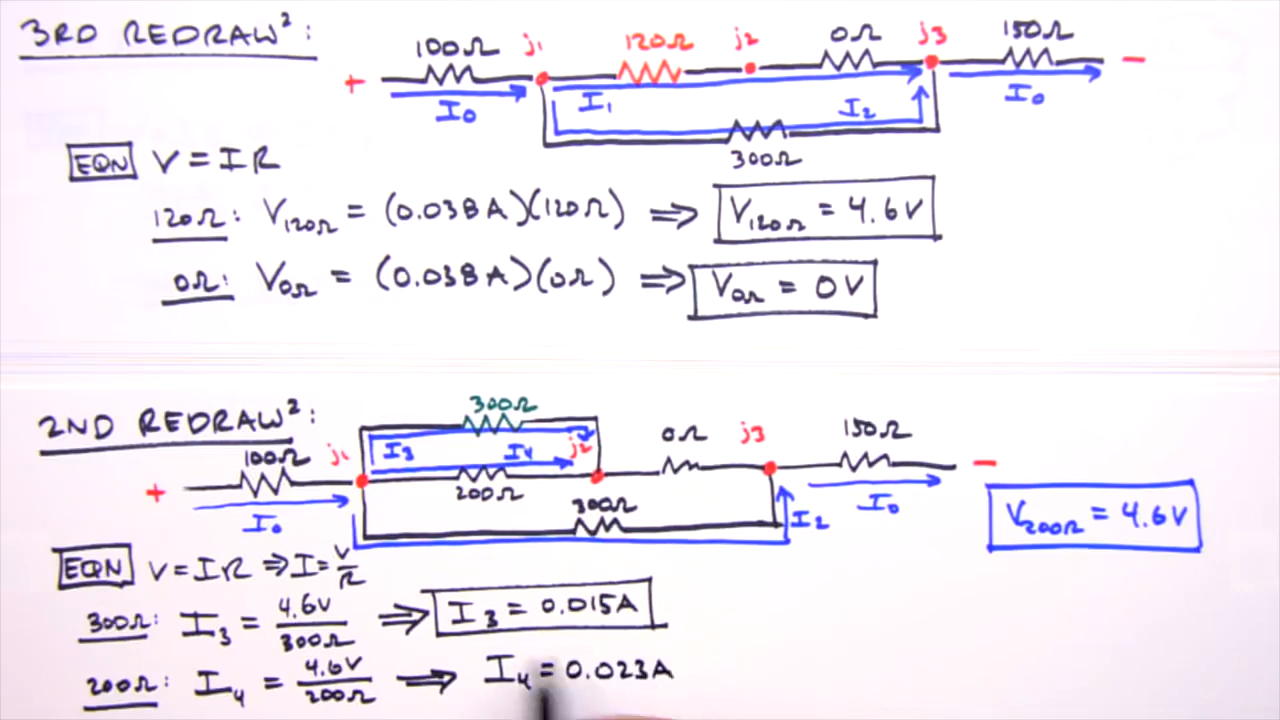 3RD REDRAW²:
100Ω j₁ 120Ω j₂ 0Ω j₃ 150Ω
+ −
I₀ I₁ I₂ I₀
300Ω
EQN V = IR
120Ω: V₁₂₀Ω = (0.038A)(120Ω) ⇒ V₁₂₀Ω = 4.6V
0Ω: V₀Ω = (0.038A)(0Ω) ⇒ V₀Ω = 0V
2ND REDRAW²:
300Ω
100Ω j₁ I₃ I₄ j₂ 0Ω j₃ 150Ω
+ −
200Ω
I₀ 300Ω I₂ I₀
V₂₀₀Ω = 4.6V
EQN V = IR ⇒ I = V/R
300Ω: I₃ = 4.6V/300Ω ⇒ I₃ = 0.015A
200Ω: I₄ = 4.6V/200Ω ⇒ I₄ = 0.023A